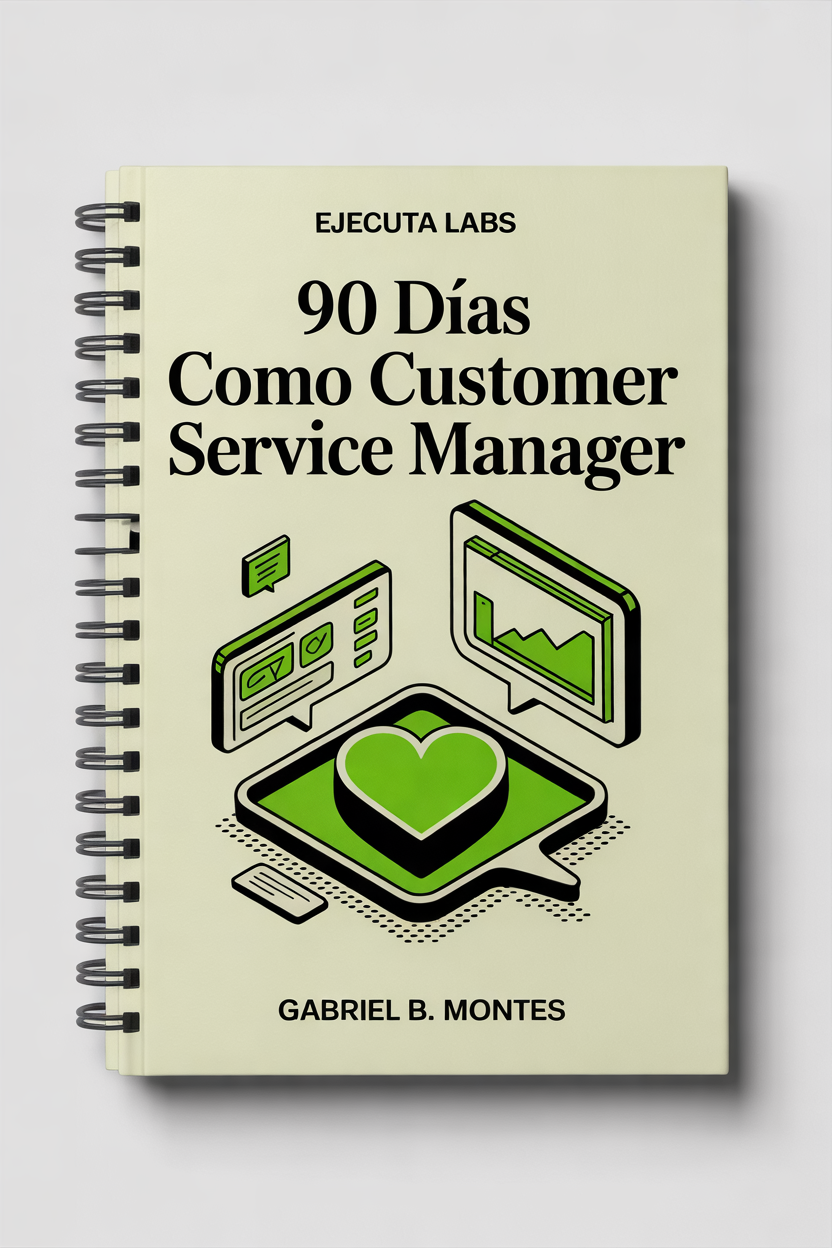 EJECUTA LABS
90 Días
Como Customer
Service Manager
GABRIEL B. MONTES